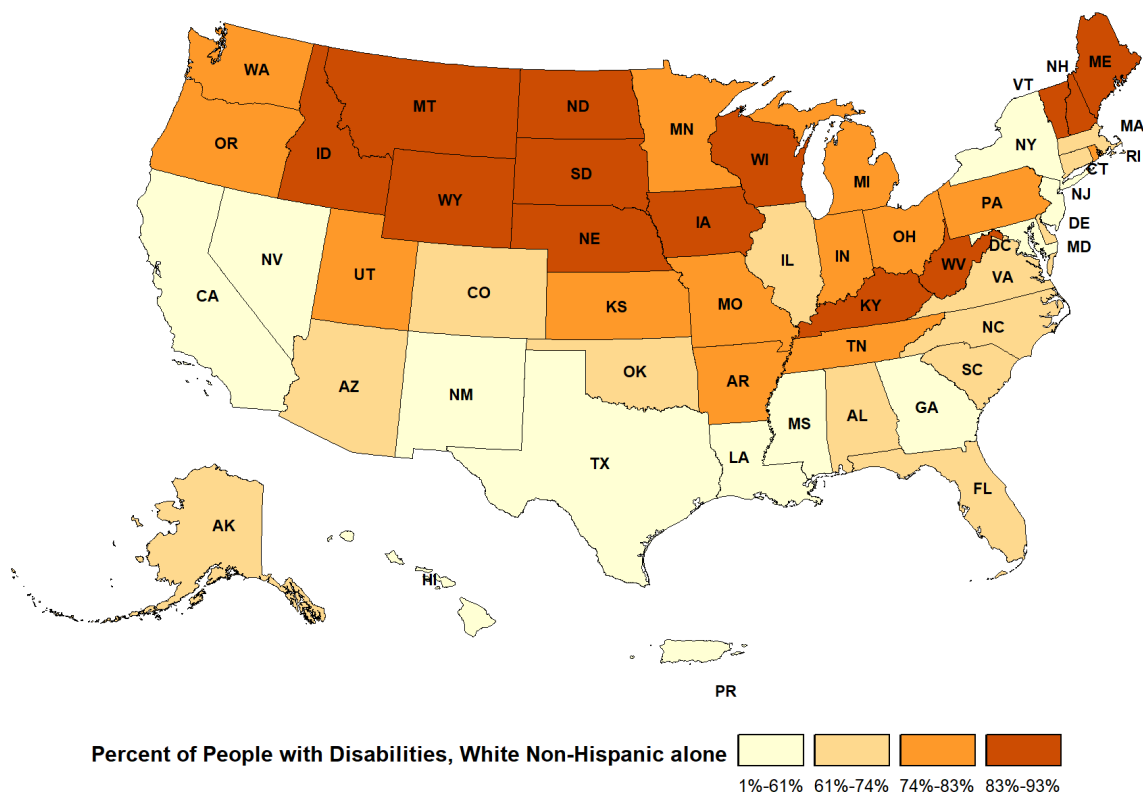 WA
MT
ND
MN
VT
NH
ME
OR
ID
SD
WI
MI
NY
MA
RI
CT
WY
NE
IA
PA
NJ
DE
NV
UT
CO
IL
IN
OH
DC
MD
CA
KS
MO
KY
WV
VA
AZ
NM
OK
AR
TN
NC
SC
TX
LA
MS
AL
GA
FL
AK
HI
PR
Percent of People with Disabilities, White Non-Hispanic alone
1%-61% 61%-74% 74%-83% 83%-93%